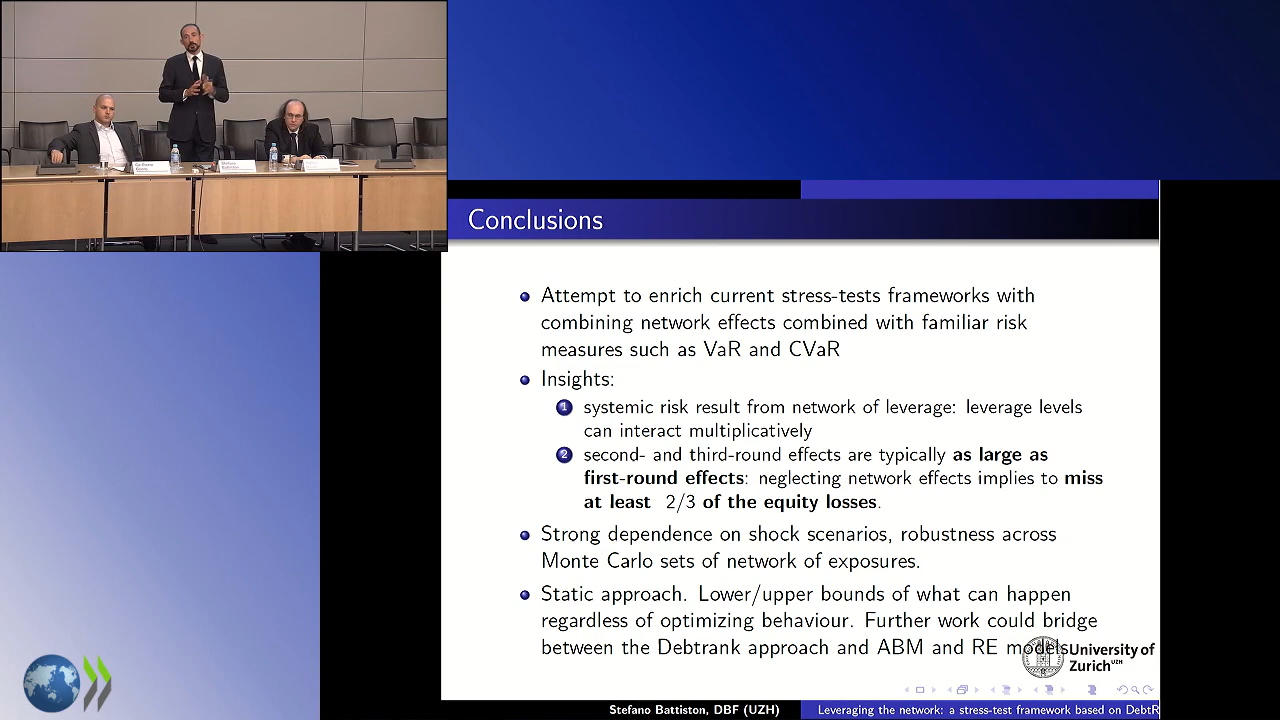 Conclusions
Attempt to enrich current stress-tests frameworks with
combining network effects combined with familiar risk
measures such as VaR and CVaR
Insights:
1 systemic risk result from network of leverage: leverage levels
can interact multiplicatively
2 second- and third-round effects are typically as large as
first-round effects: neglecting network effects implies to miss
at least 2/3 of the equity losses.
Strong dependence on shock scenarios, robustness across
Monte Carlo sets of network of exposures.
Static approach. Lower/upper bounds of what can happen
regardless of optimizing behaviour. Further work could bridge
between the Debtrank approach and ABM and RE models
University of
Zurich UZH
Stefano Battiston, DBF (UZH)
Leveraging the network: a stress-test framework based on DebtR